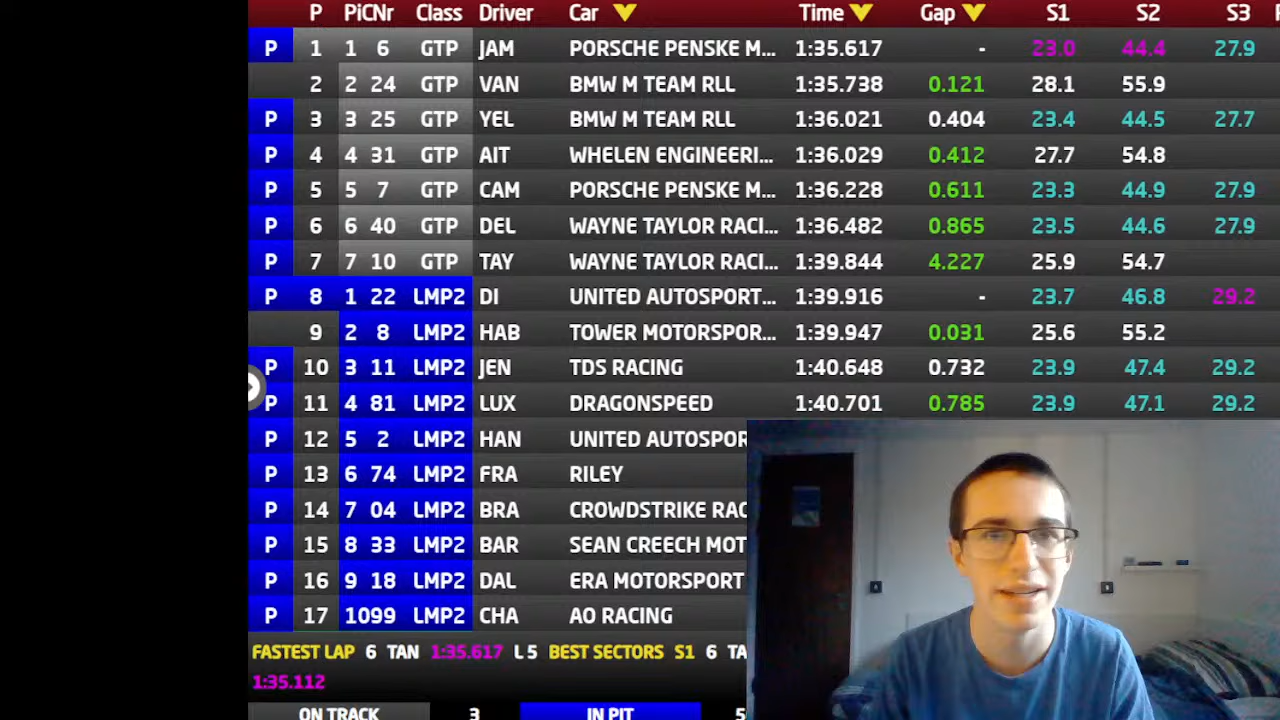 P PiCNr Class Driver Car Time Gap S1 S2 S3
P 1 1 6 GTP JAM PORSCHE PENSKE M... 1:35.617 - 23.0 44.4 27.9
2 2 24 GTP VAN BMW M TEAM RLL 1:35.738 0.121 28.1 55.9
P 3 3 25 GTP YEL BMW M TEAM RLL 1:36.021 0.404 23.4 44.5 27.7
P 4 4 31 GTP AIT WHELEN ENGINEERI... 1:36.029 0.412 27.7 54.8
P 5 5 7 GTP CAM PORSCHE PENSKE M... 1:36.228 0.611 23.3 44.9 27.9
P 6 6 40 GTP DEL WAYNE TAYLOR RACI... 1:36.482 0.865 23.5 44.6 27.9
P 7 7 10 GTP TAY WAYNE TAYLOR RACI... 1:39.844 4.227 25.9 54.7
P 8 1 22 LMP2 DI UNITED AUTOSPORT... 1:39.916 - 23.7 46.8 29.2
9 2 8 LMP2 HAB TOWER MOTORSPOR... 1:39.947 0.031 25.6 55.2
P 10 3 11 LMP2 JEN TDS RACING 1:40.648 0.732 23.9 47.4 29.2
P 11 4 81 LMP2 LUX DRAGONSPEED 1:40.701 0.785 23.9 47.1 29.2
P 12 5 2 LMP2 HAN UNITED AUTOSPOR
P 13 6 74 LMP2 FRA RILEY
P 14 7 04 LMP2 BRA CROWDSTRIKE RAC
P 15 8 33 LMP2 BAR SEAN CREECH MOT
P 16 9 18 LMP2 DAL ERA MOTORSPORT
P 17 1099 LMP2 CHA AO RACING
FASTEST LAP 6 TAN 1:35.617 L 5 BEST SECTORS S1 6 TA
1:35.112
ON TRACK 3 IN PIT 5